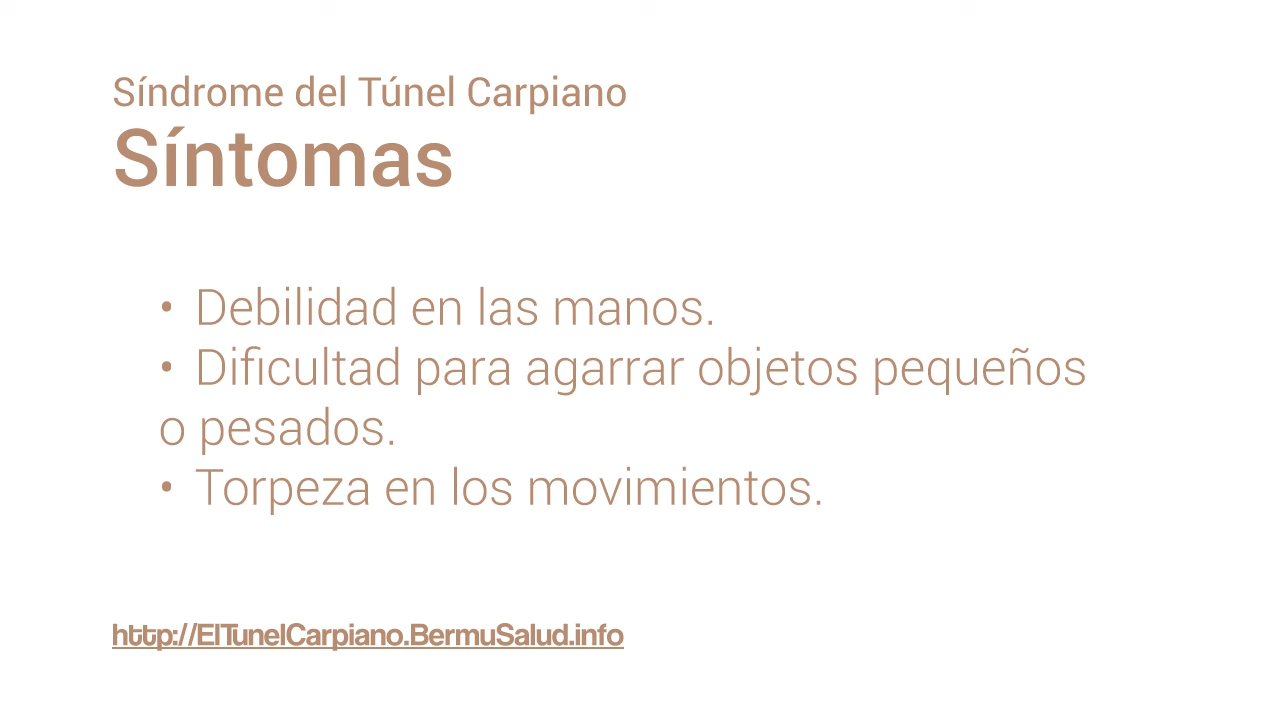 Síndrome del Túnel Carpiano
Síntomas
• Debilidad en las manos.
• Dificultad para agarrar objetos pequeños
o pesados.
• Torpeza en los movimientos.
http://ElTunelCarpiano.BermuSalud.info